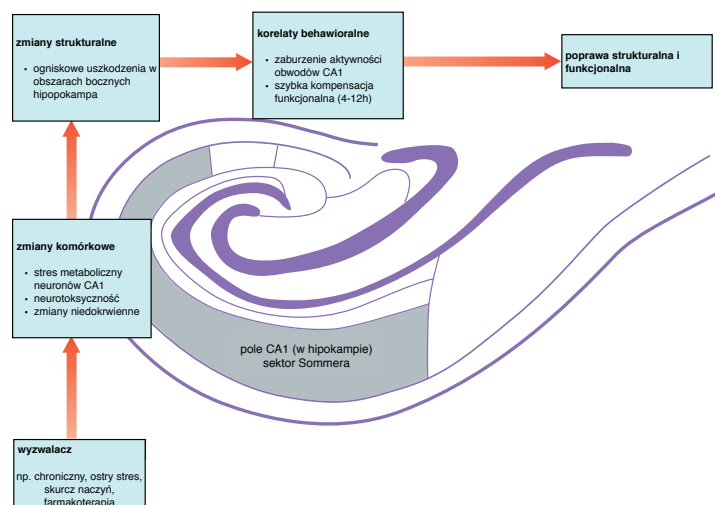 zmiany strukturalne
• ogniskowe uszkodzenia w
obszarach bocznych
hipopokampa
korelaty behawioralne
• zaburzenie aktywności
obwodów CA1
• szybka kompensacja
funkcjonalna (4-12h)
poprawa strukturalna i
funkcjonalna
zmiany komórkowe
• stres metaboliczny
neuronów CA1
• neurotoksyczność
• zmiany niedokrwienne
pole CA1 (w hipokampie)
sektor Sommera
wyzwalacz
np. chroniczny, ostry stres,
skurcz naczyń,
farmakoterapia